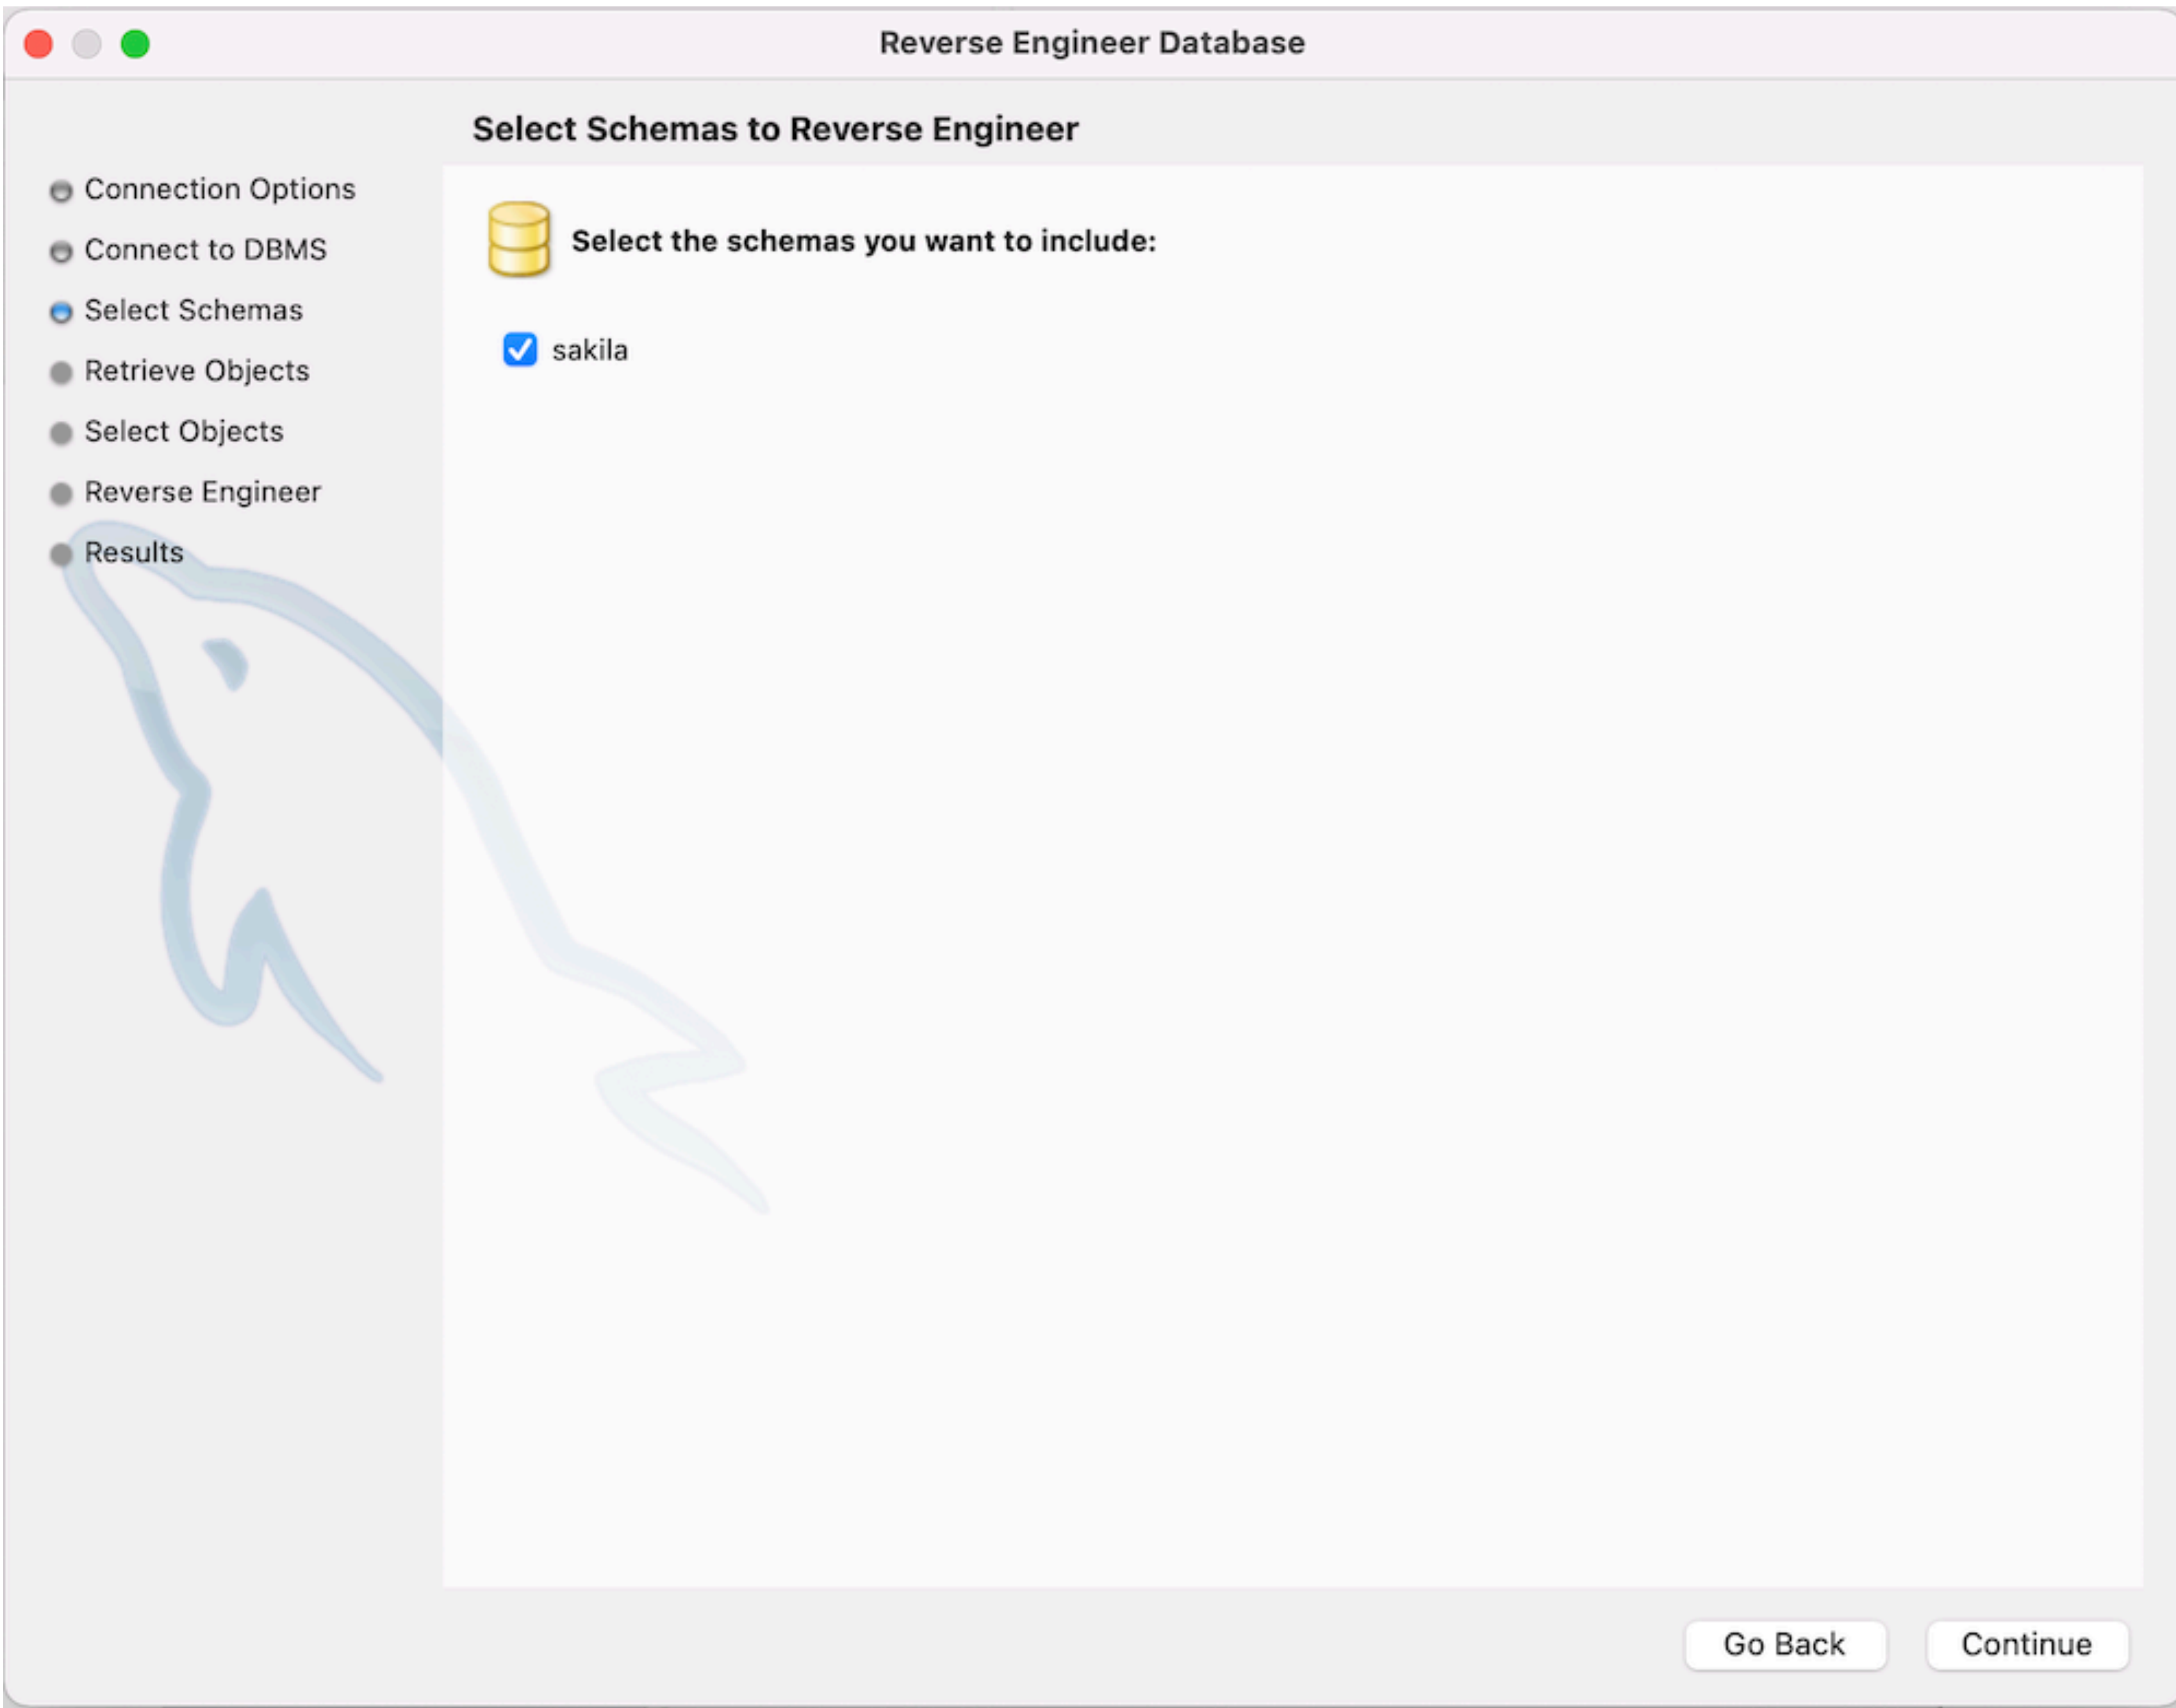 Reverse Engineer Database
Select Schemas to Reverse Engineer
Connection Options
Connect to DBMS
Select Schemas
Retrieve Objects
Select Objects
Reverse Engineer
Results
Select the schemas you want to include:
sakila
Go Back
Continue